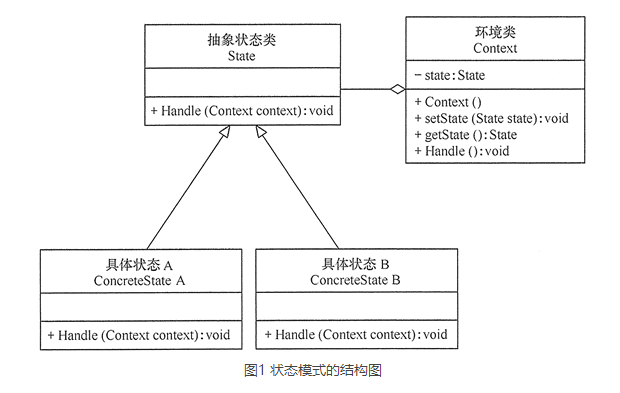 抽象状态类
State
+ Handle (Context context): void
环境类
Context
− state: State
+ Context ()
+ setState (State state): void
+ getState (): State
+ Handle (): void
具体状态 A
ConcreteState A
+ Handle (Context context): void
具体状态 B
ConcreteState B
+ Handle (Context context): void
图1 状态模式的结构图